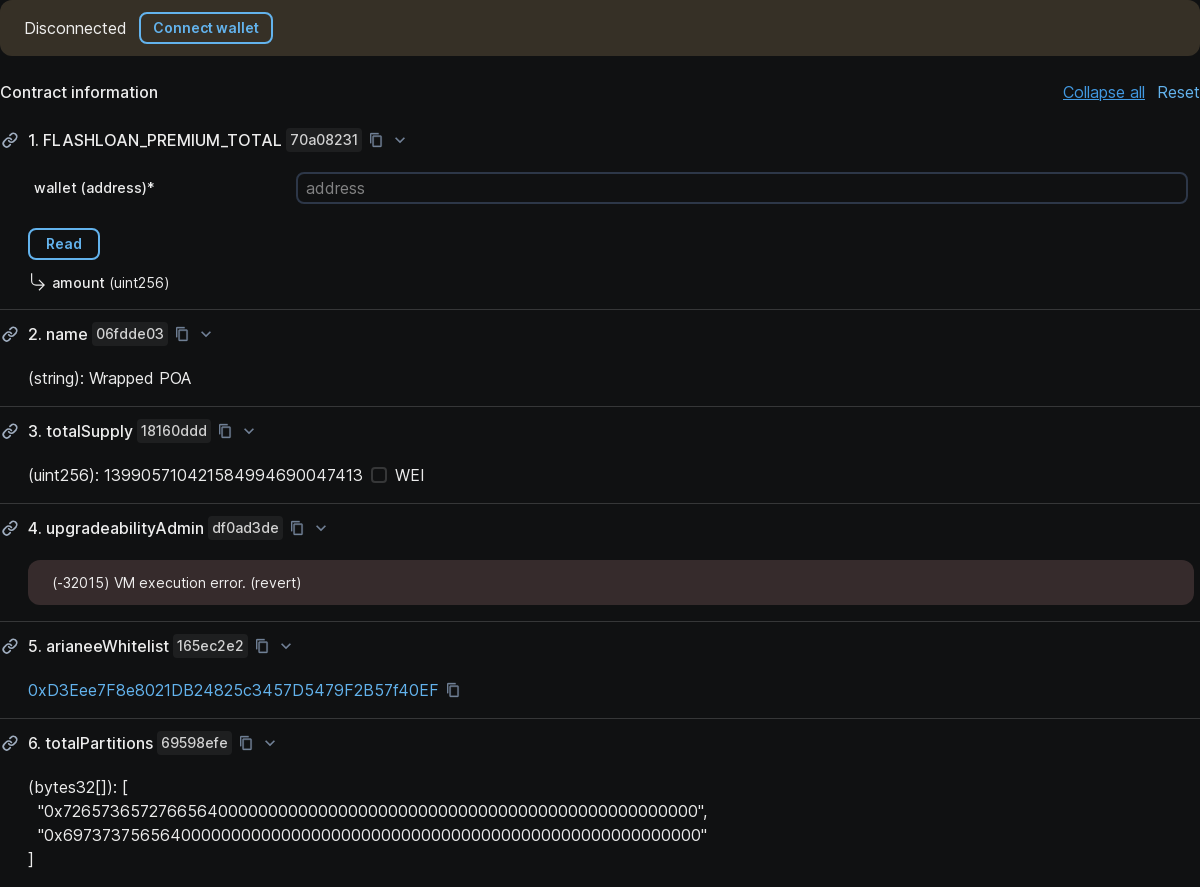 Disconnected Connect wallet
Contract information Collapse all Reset
1. FLASHLOAN_PREMIUM_TOTAL 70a08231
wallet (address)* address
Read
amount (uint256)
2. name 06fdde03
(string): Wrapped POA
3. totalSupply 18160ddd
(uint256): 139905710421584994690047413 WEI
4. upgradeabilityAdmin df0ad3de
(-32015) VM execution error. (revert)
5. arianeeWhitelist 165ec2e2
0xD3Eee7F8e8021DB24825c3457D5479F2B57f40EF
6. totalPartitions 69598efe
(bytes32[]): [
"0x7265736572766564000000000000000000000000000000000000000000000000",
"0x6973737565640000000000000000000000000000000000000000000000000000"
]